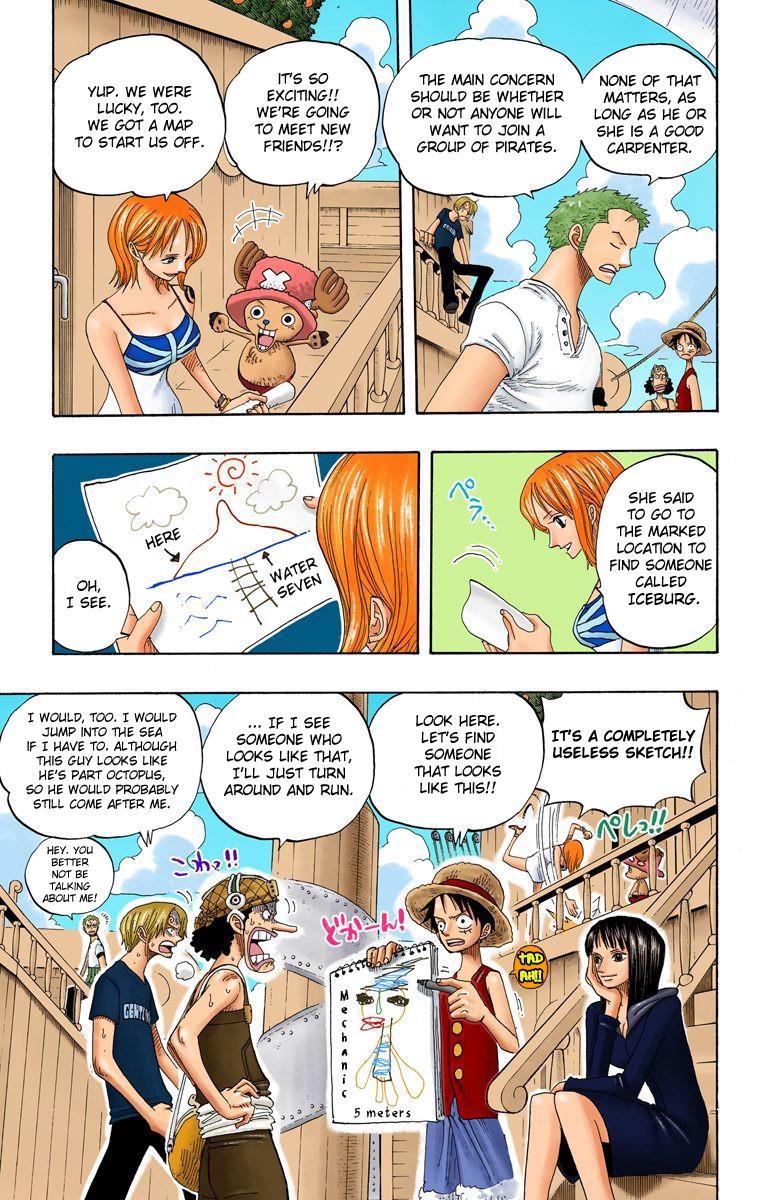 NONE OF THAT
MATTERS, AS
LONG AS HE OR
SHE IS A GOOD
CARPENTER.
THE MAIN CONCERN
SHOULD BE WHETHER
OR NOT ANYONE WILL
WANT TO JOIN A
GROUP OF PIRATES.
IT'S SO
EXCITING!!
WE'RE GOING
TO MEET NEW
FRIENDS!!?
YUP. WE WERE
LUCKY, TOO.
WE GOT A MAP
TO START US OFF.
SHE SAID
TO GO TO
THE MARKED
LOCATION TO
FIND SOMEONE
CALLED
ICEBURG.
ペラ…
HERE
WATER
SEVEN
OH,
I SEE.
IT'S A COMPLETELY
USELESS SKETCH!!
ペしっ!!
LOOK HERE.
LET'S FIND
SOMEONE
THAT LOOKS
LIKE THIS!!
TAD
AH!!
どかーん!
Mechanic
5 meters
... IF I SEE
SOMEONE WHO
LOOKS LIKE THAT,
I'LL JUST TURN
AROUND AND RUN.
こわっ!!
I WOULD, TOO. I WOULD
JUMP INTO THE SEA
IF I HAVE TO. ALTHOUGH
THIS GUY LOOKS LIKE
HE'S PART OCTOPUS,
SO HE WOULD PROBABLY
STILL COME AFTER ME.
HEY. YOU
BETTER
NOT BE
TALKING
ABOUT ME!